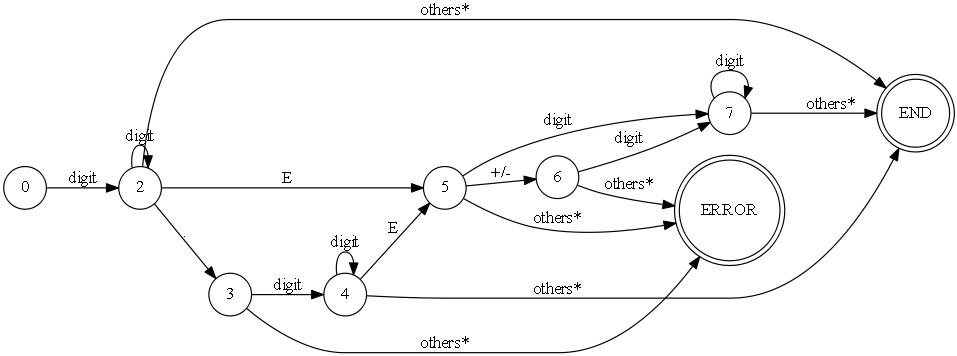 others*
digit
digit
digit
7
others*
END
digit
0
digit
2
E
5
+/-
6
others*
others*
ERROR
.
E
digit
3
digit
4
others*
others*